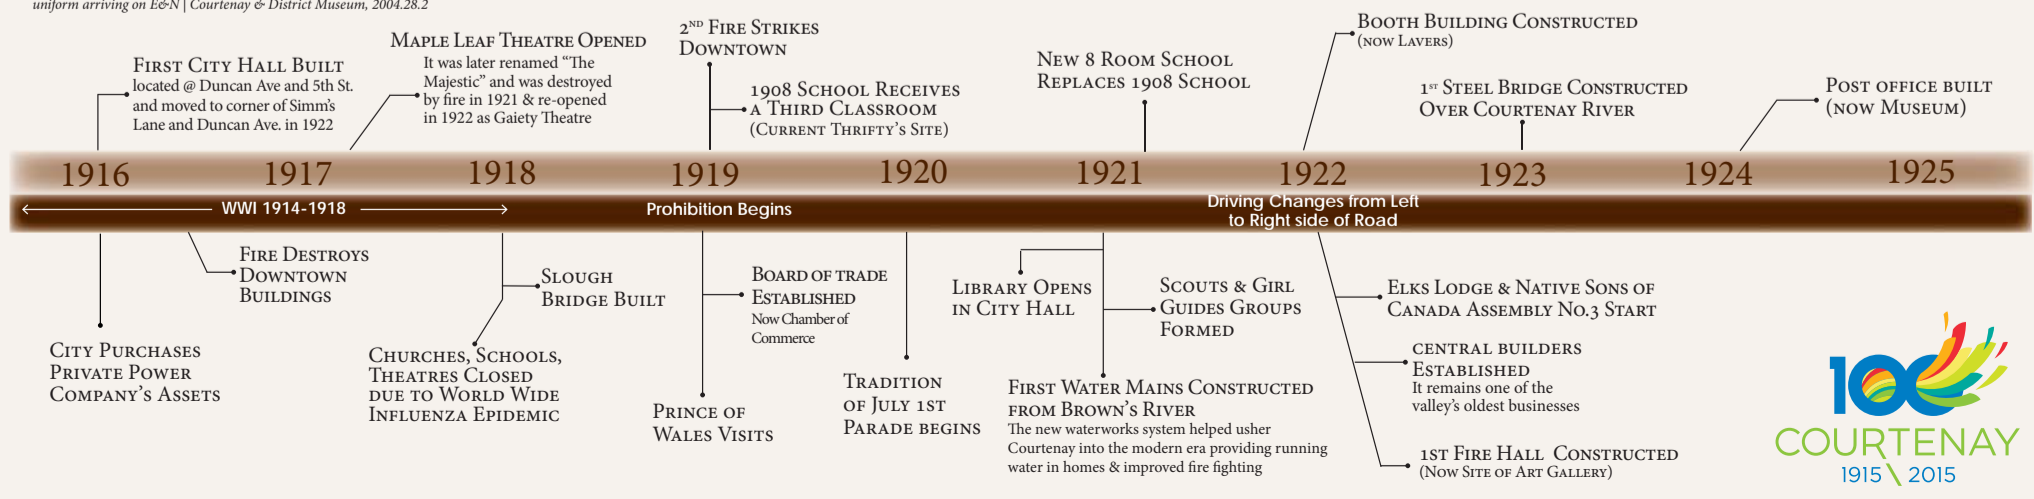 uniform arriving on E&N | Courtenay & District Museum, 2004.28.2
First City Hall Built
located @ Duncan Ave and 5th St.
and moved to corner of Simm's
Lane and Duncan Ave. in 1922
Maple Leaf Theatre Opened
It was later renamed "The
Majestic" and was destroyed
by fire in 1921 & re-opened
in 1922 as Gaiety Theatre
2nd Fire Strikes
Downtown
1908 School Receives
a Third Classroom
(Current Thrifty's Site)
New 8 Room School
Replaces 1908 School
Booth Building Constructed
(now Lavers)
1st Steel Bridge Constructed
Over Courtenay River
Post office built
(now Museum)
1916 1917 1918 1919 1920 1921 1922 1923 1924 1925
WWI 1914-1918
Prohibition Begins
Driving Changes from Left
to Right side of Road
City Purchases
Private Power
Company's Assets
Fire Destroys
Downtown
Buildings
Slough
Bridge Built
Churches, Schools,
Theatres Closed
due to World Wide
Influenza Epidemic
Board of trade
Established
Now Chamber of
Commerce
Prince of
Wales Visits
Tradition
of July 1st
Parade begins
Library Opens
in City Hall
Scouts & Girl
Guides Groups
Formed
First Water Mains Constructed
from Brown's River
The new waterworks system helped usher
Courtenay into the modern era providing running
water in homes & improved fire fighting
Elks Lodge & Native Sons of
Canada Assembly No.3 Start
central builders
Established
It remains one of the
valley's oldest businesses
1st Fire Hall Constructed
(Now Site of Art Gallery)
100
COURTENAY
1915 \ 2015